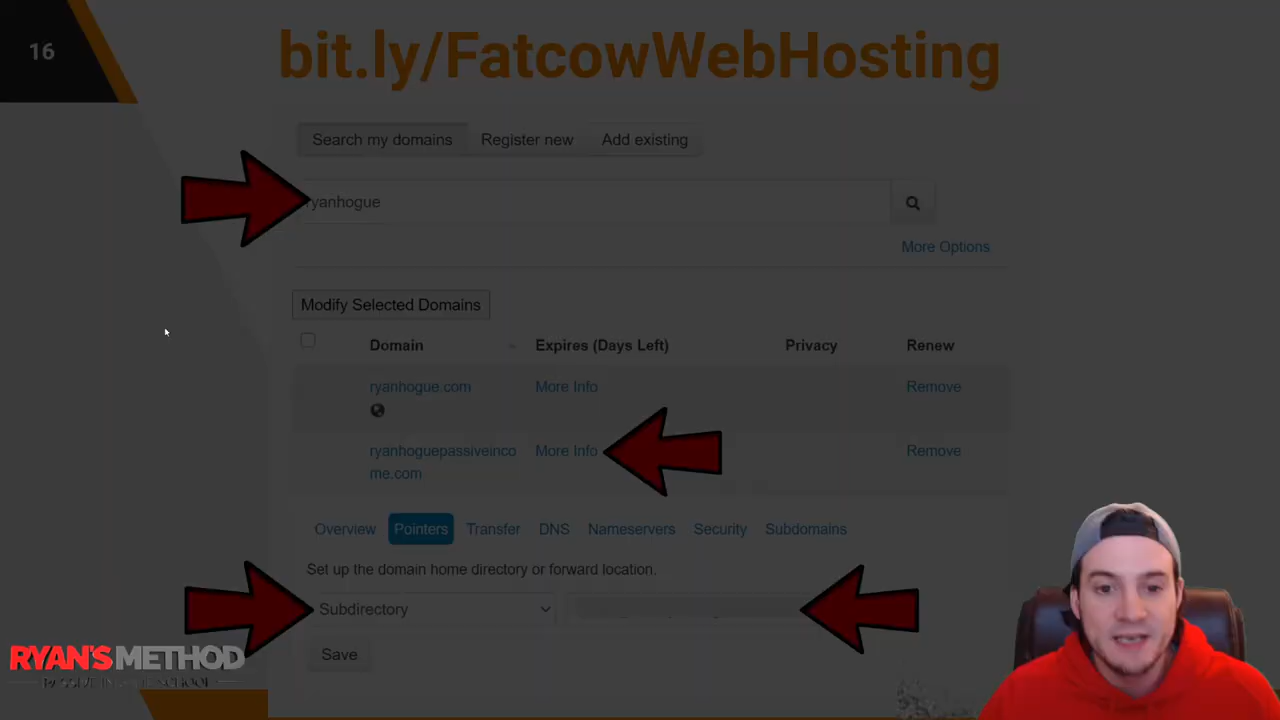 16
bit.ly/FatcowWebHosting
Search my domains Register new Add existing
ryanhogue
More Options
Modify Selected Domains
Domain Expires (Days Left) Privacy Renew
ryanhogue.com More Info Remove
ryanhoguepassiveinco More Info Remove
me.com
Overview Pointers Transfer DNS Nameservers Security Subdomains
Set up the domain home directory or forward location.
Subdirectory
Save
RYAN'S METHOD